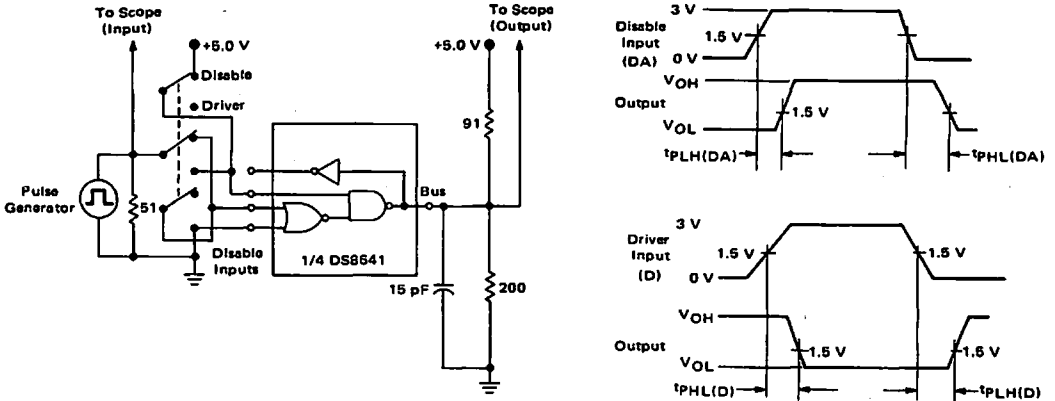 To Scope
(Input)
+5.0 V
Disable
Driver
Pulse
Generator
51
Disable
Inputs
1/4 DS8641
Bus
To Scope
(Output)
+5.0 V
91
15 pF
200
Disable
Input
(DA)
3 V
1.5 V
0 V
Output
VOH
VOL
1.5 V
tPLH(DA)
tPHL(DA)
Driver
Input
(D)
3 V
1.5 V
1.5 V
0 V
Output
VOH
VOL
1.5 V
1.5 V
tPHL(D)
tPLH(D)